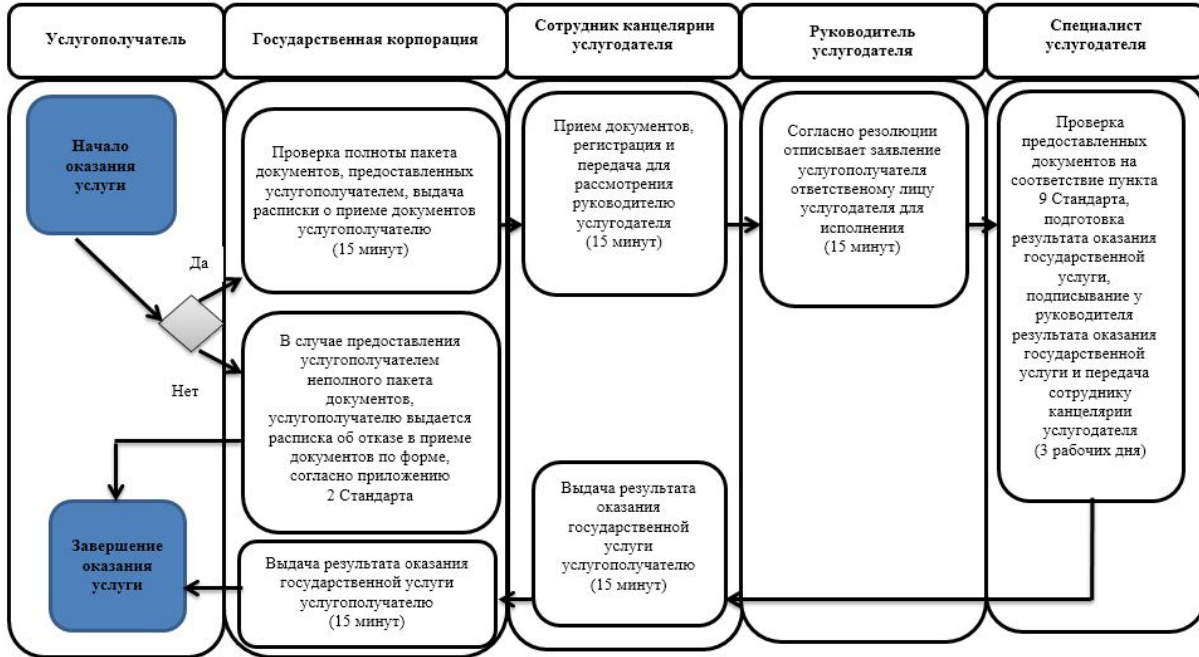 Услугополучатель
Государственная корпорация
Сотрудник канцелярии
услугодателя
Руководитель
услугодателя
Специалист
услугодателя
Начало
оказания
услуги
Да
Нет
Проверка полноты пакета
документов, предоставленных
услугополучателем, выдача
расписки о приеме документов
услугополучателю
(15 минут)
Прием документов,
регистрация и
передача для
рассмотрения
руководителю
услугодателя
(15 минут)
Согласно резолюции
отписывает заявление
услугополучателя
ответственому лицу
услугодателя для
исполнения
(15 минут)
Проверка
предоставленных
документов на
соответствие пункта
9 Стандарта,
подготовка
результата оказания
государственной
услуги,
подписывание у
руководителя
результата оказания
государственной
услуги и передача
сотруднику
канцелярии
услугодателя
(3 рабочих дня)
В случае предоставления
услугополучателем
неполного пакета
документов,
услугополучателю выдается
расписка об отказе в приеме
документов по форме,
согласно приложению
2 Стандарта
Выдача результата
оказания
государственной
услуги
услугополучателю
(15 минут)
Выдача результата оказания
государственной услуги
услугополучателю
(15 минут)
Завершение
оказания
услуги